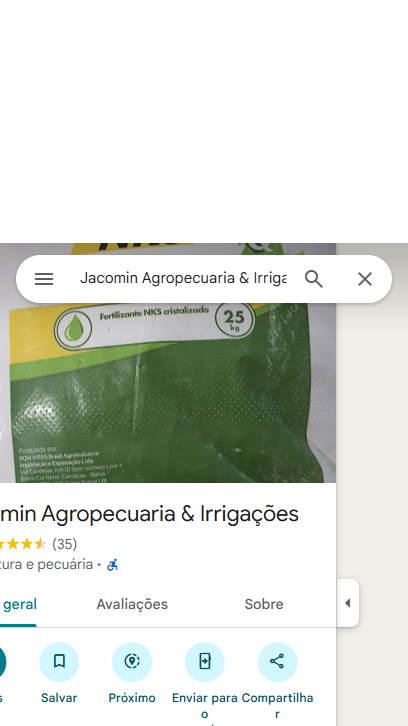 Jacomin Agropecuaria & Irriga
Fertilizante NKS cristalizado
25
kg
Produzido por:
SQM VITAS Brasil Agroindústria
Importação e Exportação Ltda.
min Agropecuaria & Irrigações
(35)
tura e pecuária ·
geral
Avaliações
Sobre
s
Salvar
Próximo
Enviar para
o
Compartilha
r